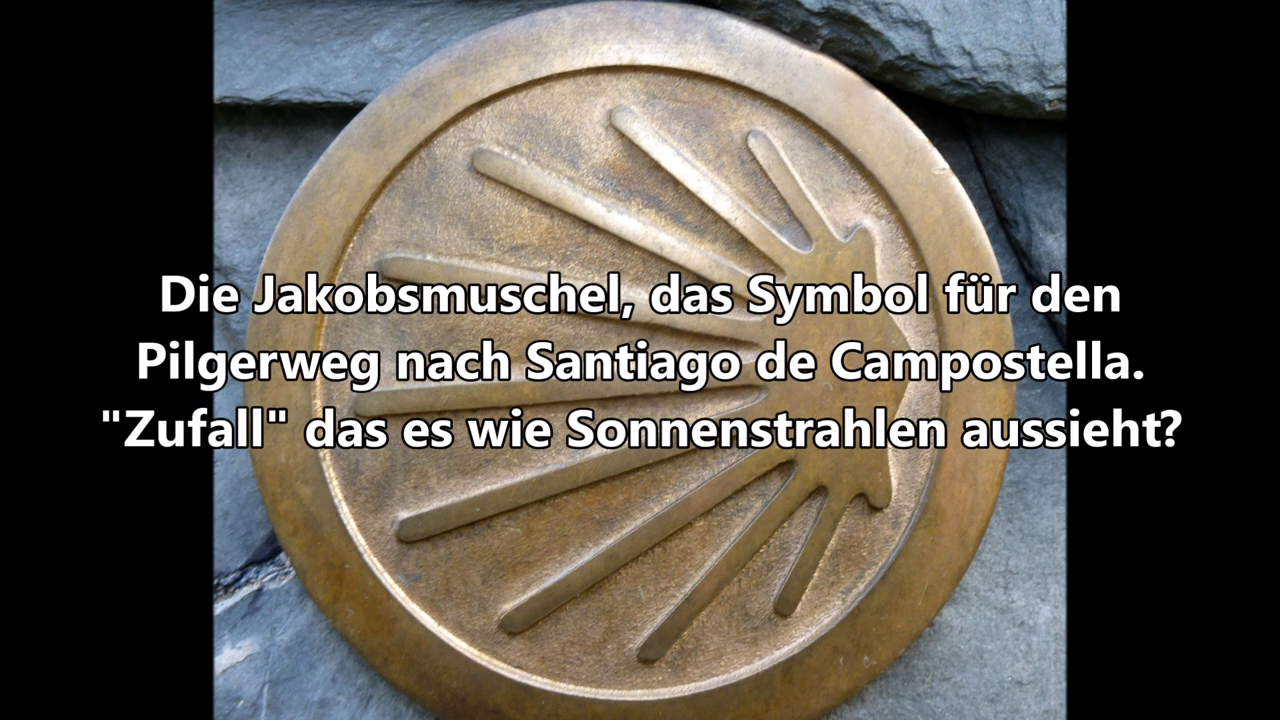 Die Jakobsmuschel, das Symbol für den
Pilgerweg nach Santiago de Campostella.
"Zufall" das es wie Sonnenstrahlen aussieht?